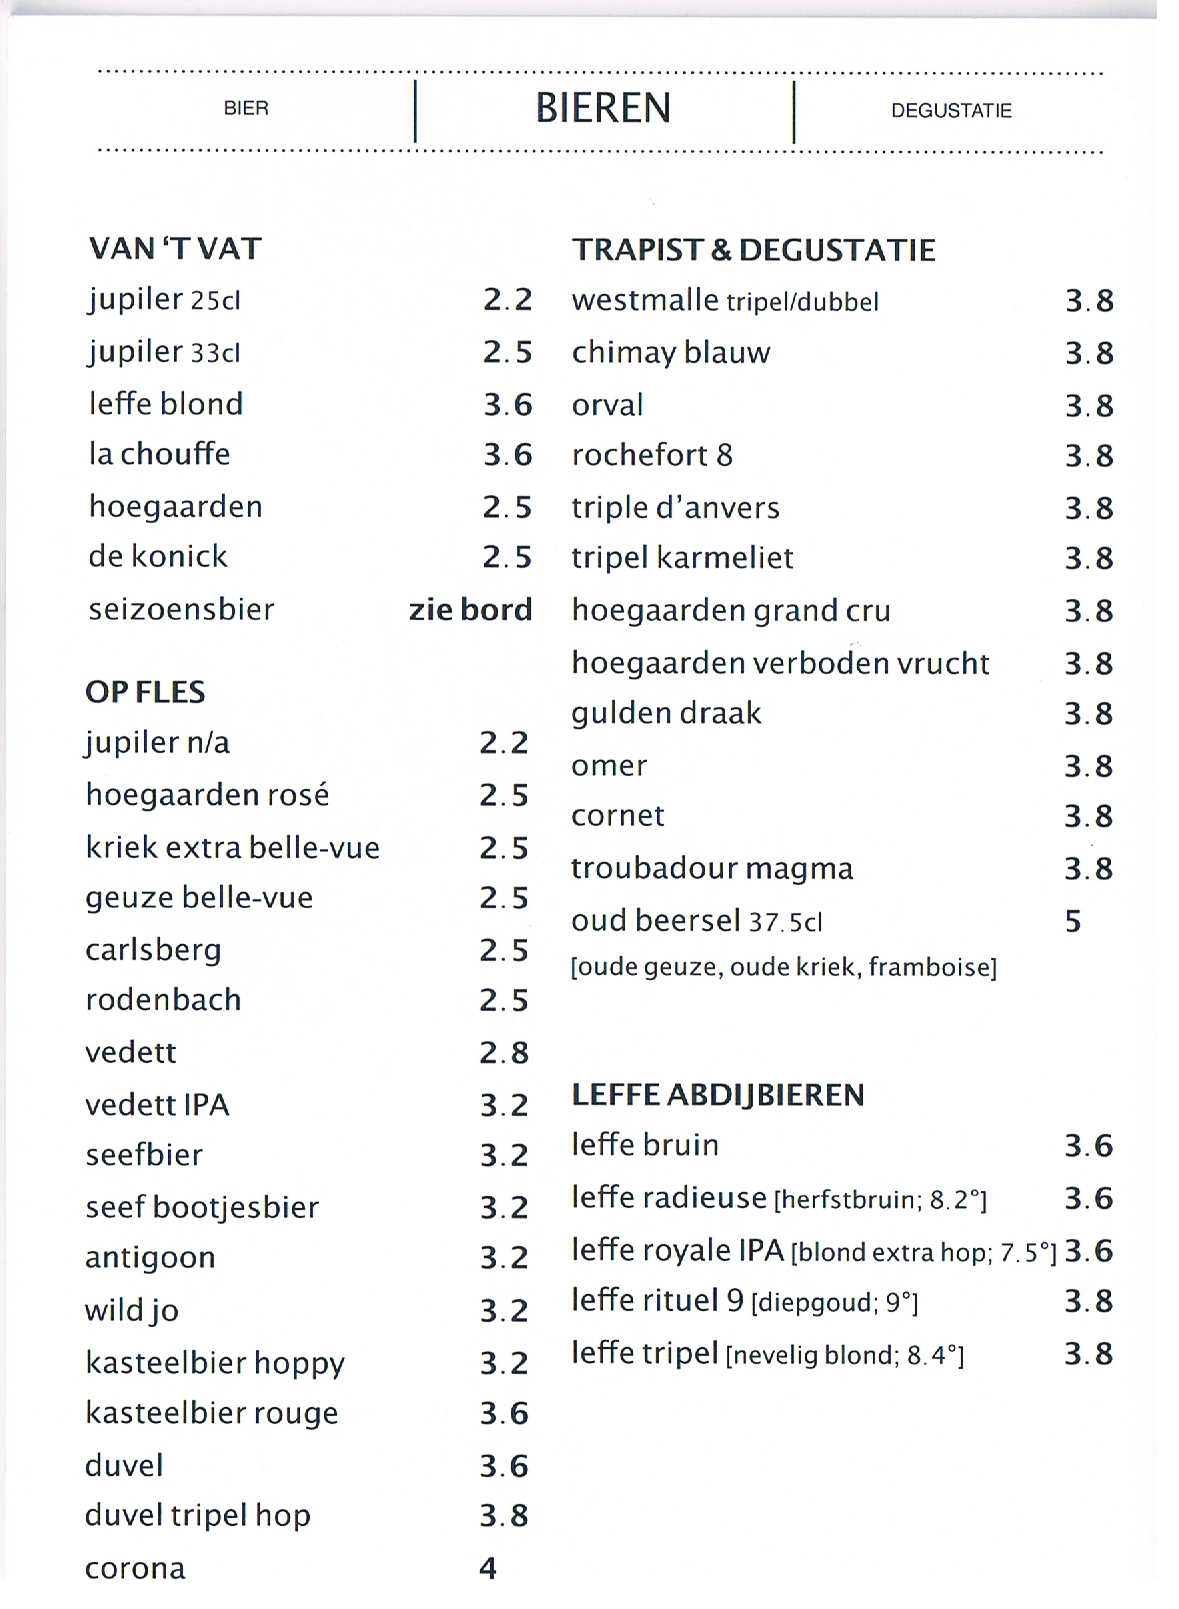 BIER
BIEREN
DEGUSTATIE
VAN ‘T VAT
jupiler 25cl 2.2
jupiler 33cl 2.5
leffe blond 3.6
la chouffe 3.6
hoegaarden 2.5
de konick 2.5
seizoensbier zie bord
OP FLES
jupiler n/a 2.2
hoegaarden rosé 2.5
kriek extra belle-vue 2.5
geuze belle-vue 2.5
carlsberg 2.5
rodenbach 2.5
vedett 2.8
vedett IPA 3.2
seefbier 3.2
seef bootjesbier 3.2
antigoon 3.2
wild jo 3.2
kasteelbier hoppy 3.2
kasteelbier rouge 3.6
duvel 3.6
duvel tripel hop 3.8
corona 4
TRAPIST & DEGUSTATIE
westmalle tripel/dubbel 3.8
chimay blauw 3.8
orval 3.8
rochefort 8 3.8
triple d’anvers 3.8
tripel karmeliet 3.8
hoegaarden grand cru 3.8
hoegaarden verboden vrucht 3.8
gulden draak 3.8
omer 3.8
cornet 3.8
troubadour magma 3.8
oud beersel 37.5cl 5
[oude geuze, oude kriek, framboise]
LEFFE ABDIJBIEREN
leffe bruin 3.6
leffe radieuse [herfstbruin; 8.2°] 3.6
leffe royale IPA [blond extra hop; 7.5°] 3.6
leffe rituel 9 [diepgoud; 9°] 3.8
leffe tripel [nevelig blond; 8.4°] 3.8